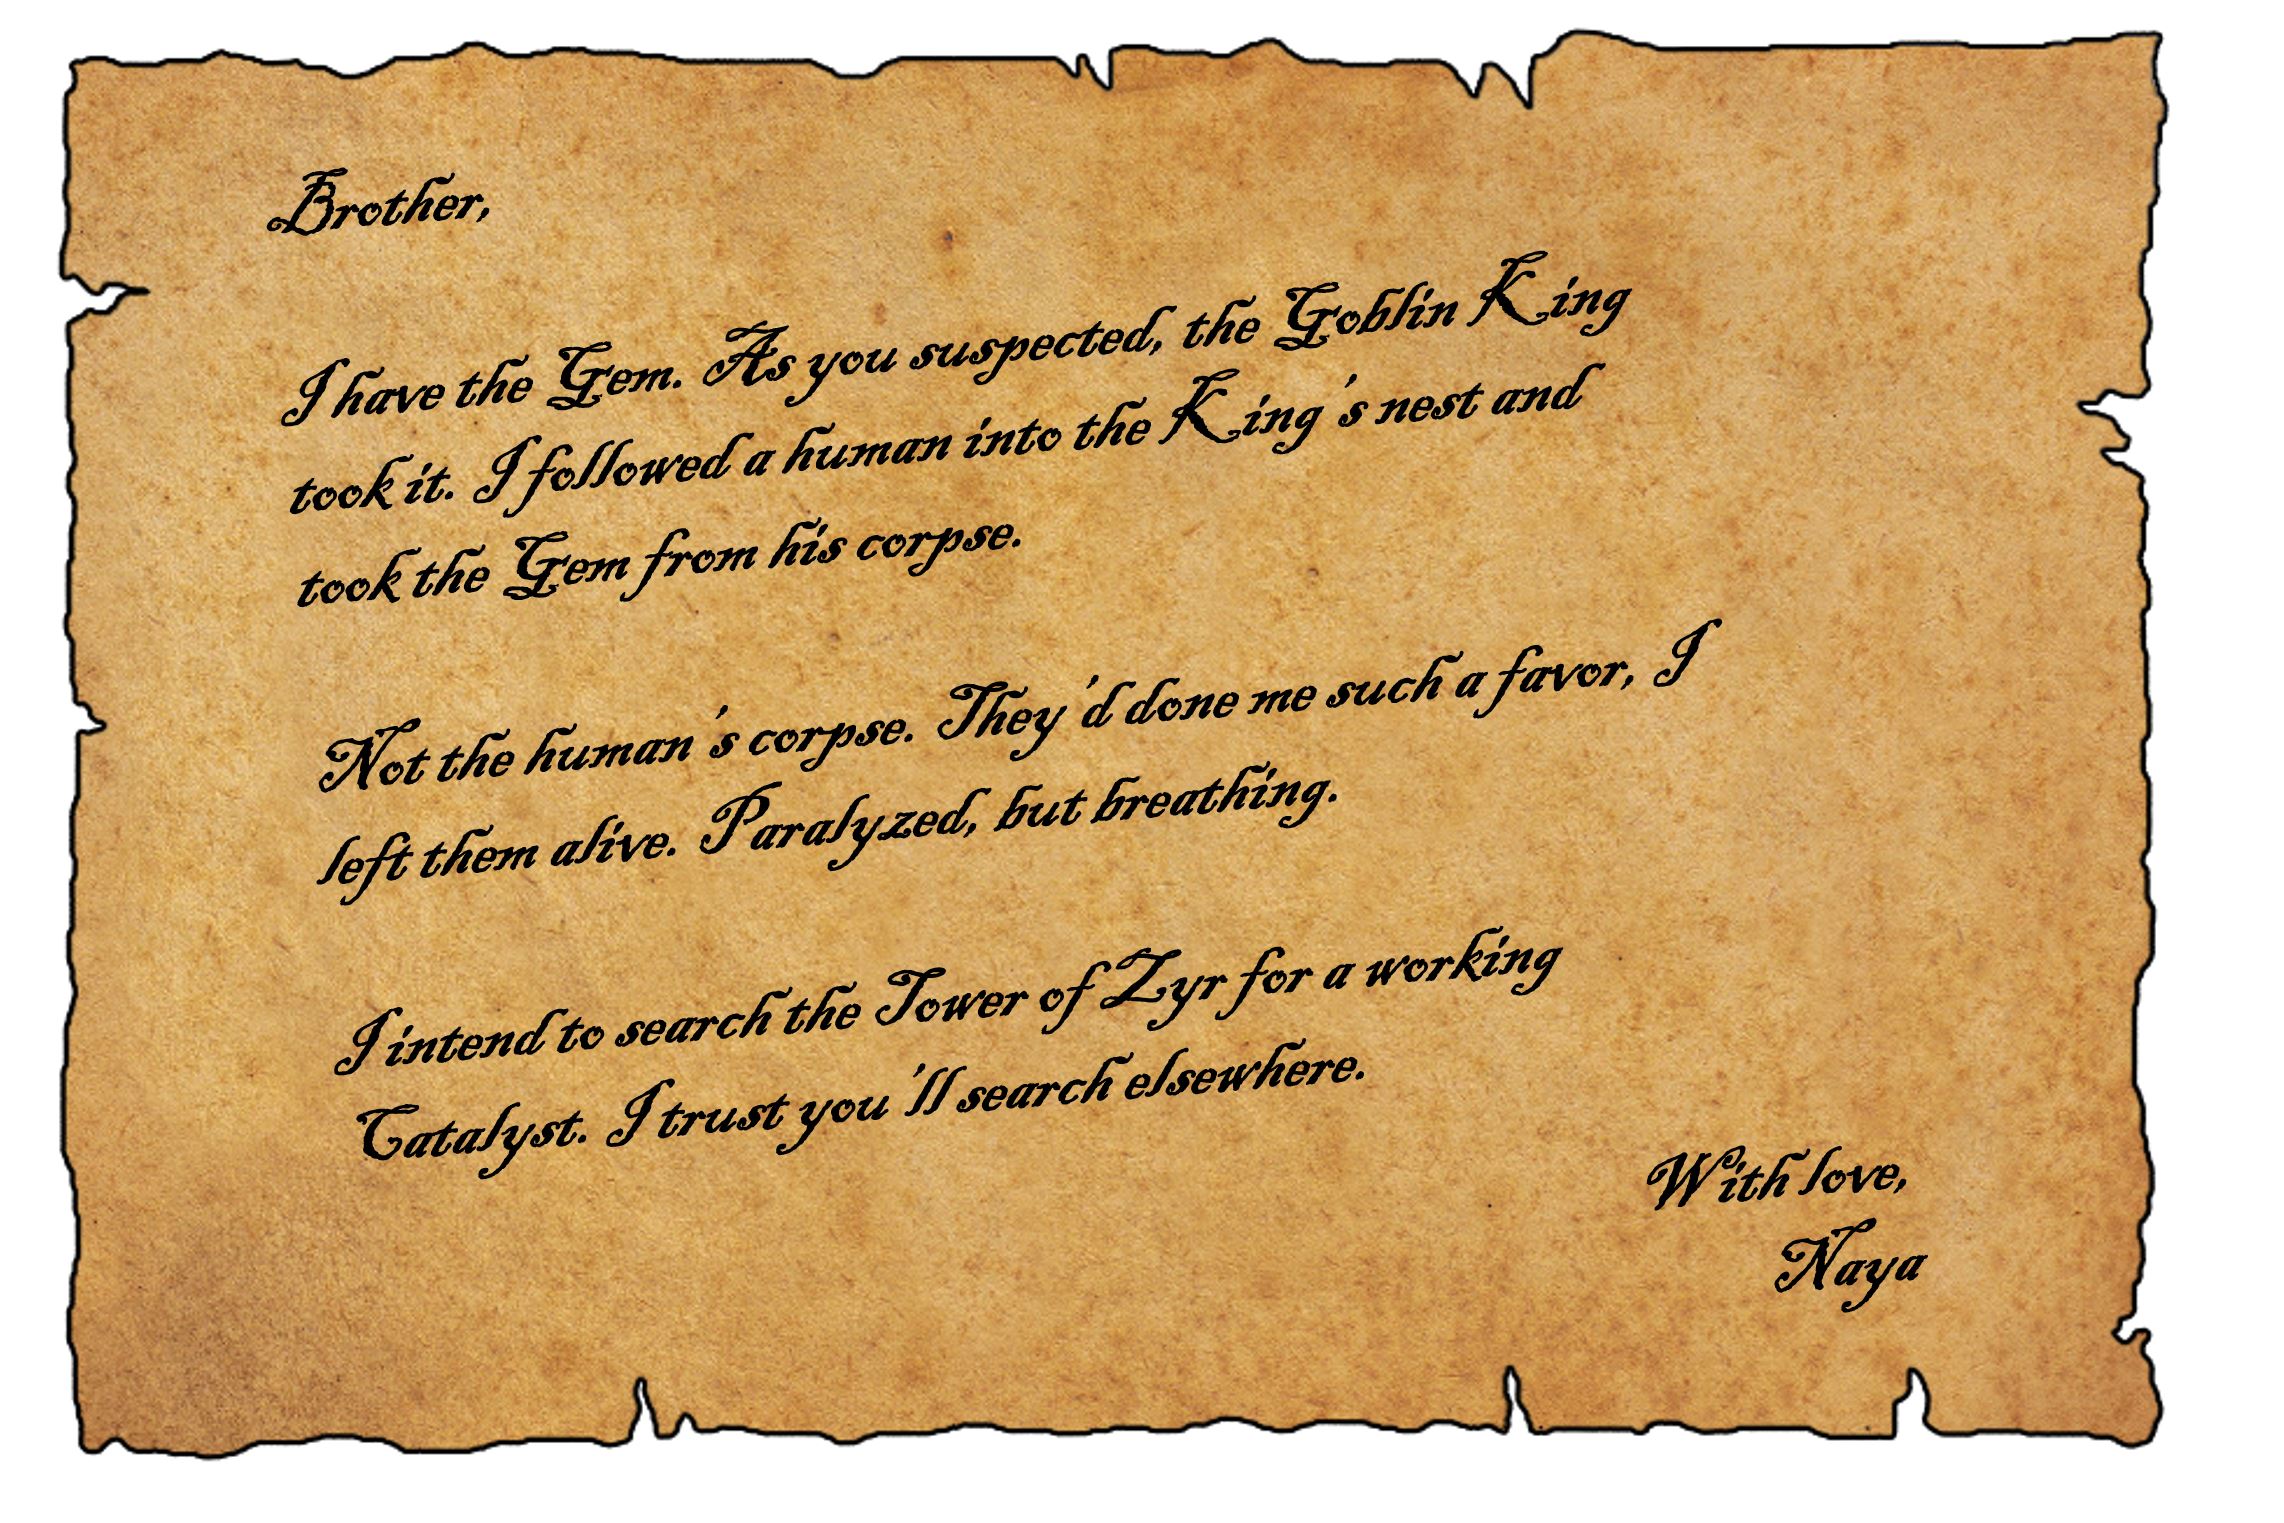 Brother,
I have the Gem. As you suspected, the Goblin King
took it. I followed a human into the King's nest and
took the Gem from his corpse.
Not the human's corpse. They'd done me such a favor, I
left them alive. Paralyzed, but breathing.
I intend to search the Tower of Zyr for a working
Catalyst. I trust you'll search elsewhere.
With love,
Naya